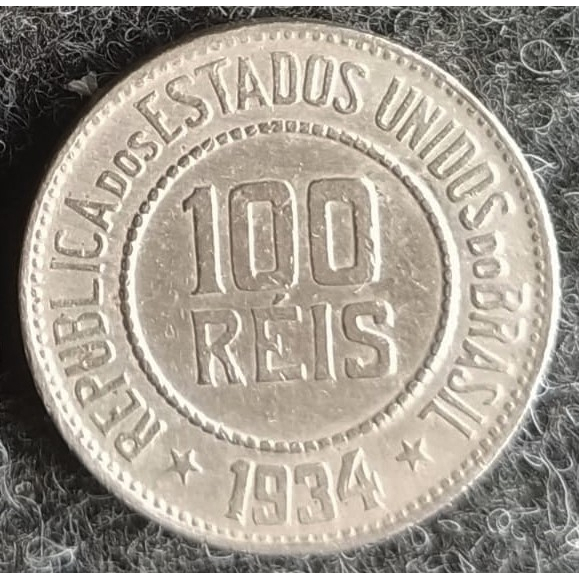 REPUBLICA DOS ESTADOS UNIDOS DO BRASIL
100
RÉIS
1934